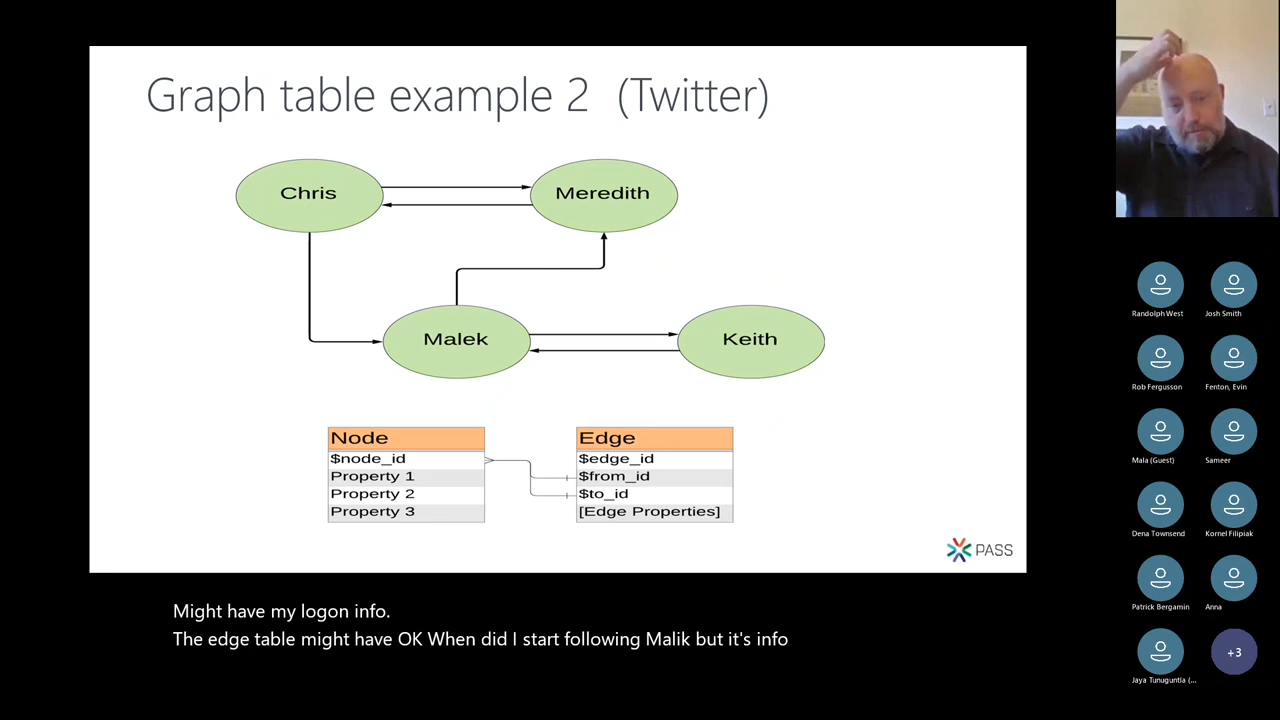 Graph table example 2 (Twitter)
Chris
Meredith
Malek
Keith
Node
$node_id
Property 1
Property 2
Property 3
Edge
$edge_id
$from_id
$to_id
[Edge Properties]
PASS
Might have my logon info.
The edge table might have OK When did I start following Malik but it's info
Randolph West
Josh Smith
Rob Fergusson
Fenton, Evin
Mala (Guest)
Sameer
Dena Townsend
Kornel Filipiak
Patrick Bergamin
Anna
Jaya Tunuguntla (...
+3